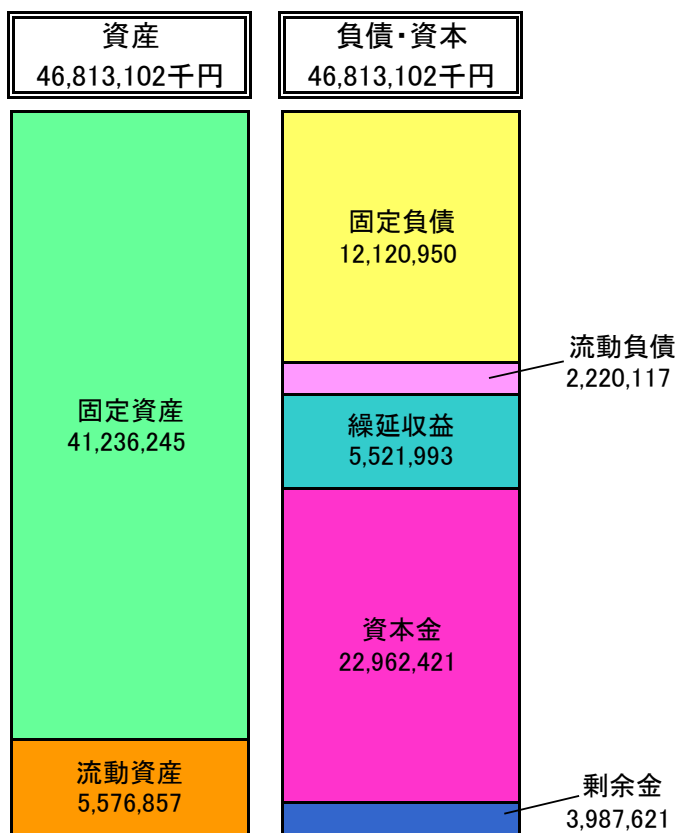 資産
46,813,102千円
負債・資本
46,813,102千円
固定資産
41,236,245
流動資産
5,576,857
固定負債
12,120,950
流動負債
2,220,117
繰延収益
5,521,993
資本金
22,962,421
剰余金
3,987,621